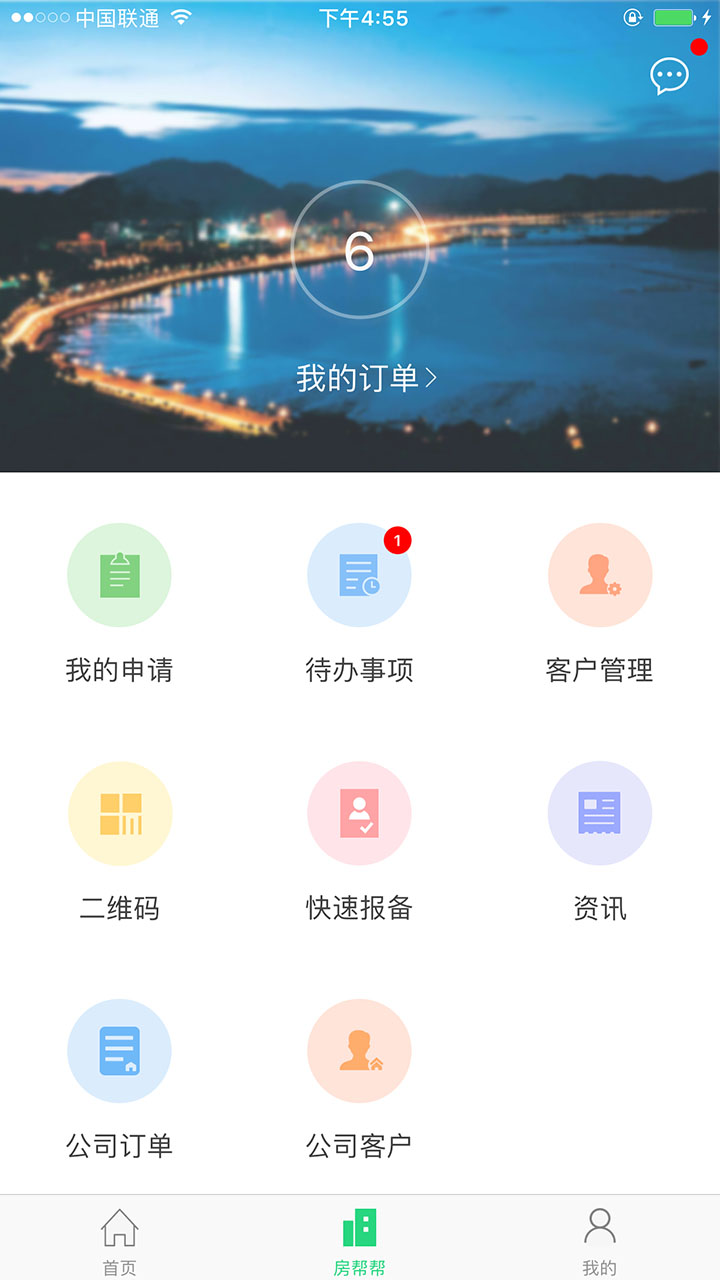 中国联通 下午4:55
6
我的订单
1
我的申请 待办事项 客户管理
二维码 快速报备 资讯
公司订单 公司客户
首页 房帮帮 我的